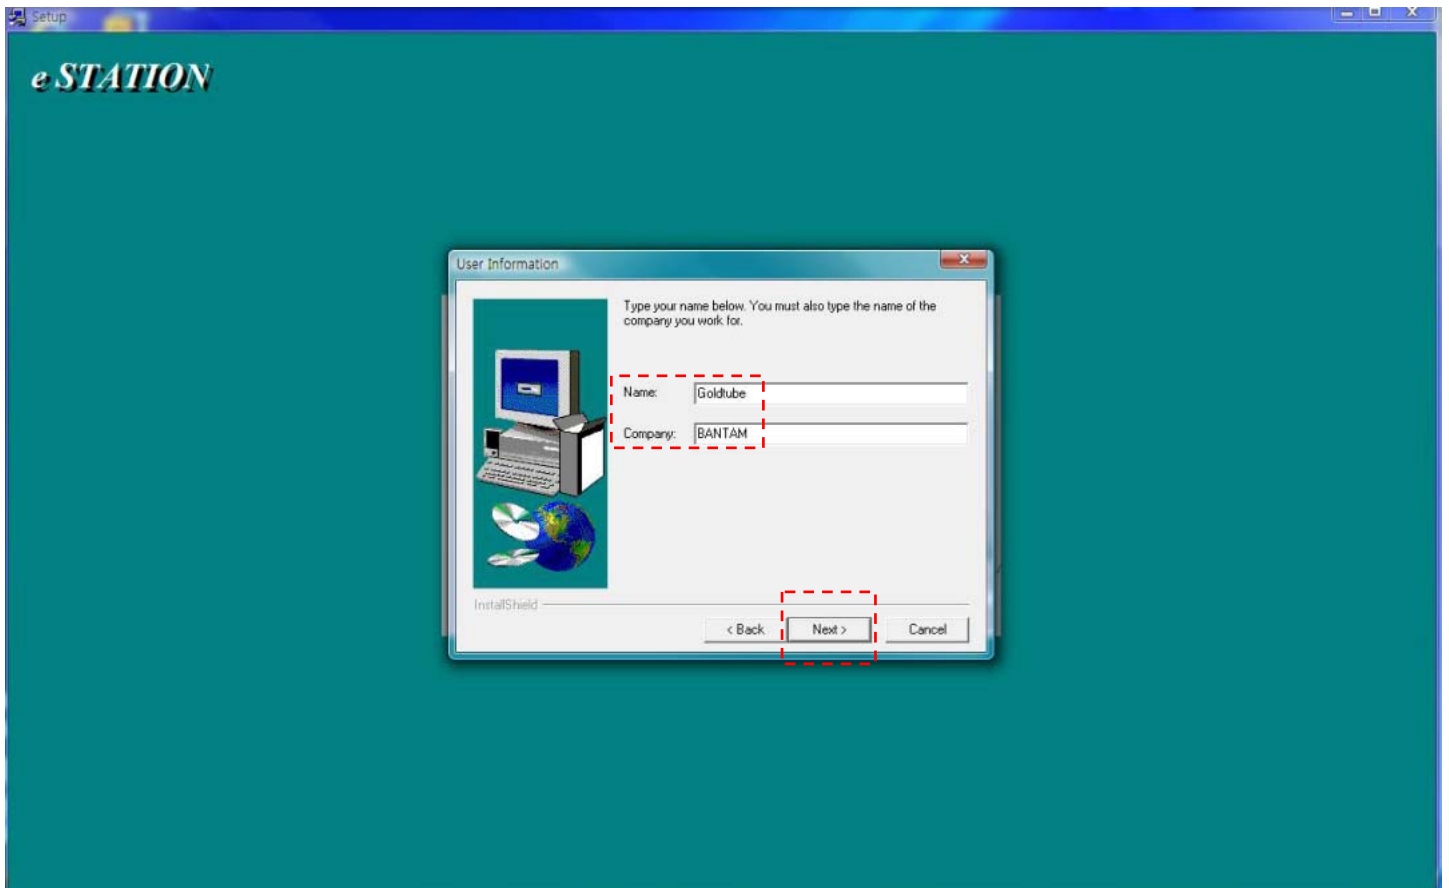 Setup
e STATION
User Information
Type your name below. You must also type the name of the
company you work for.
Name: Goldtube
Company: BANTAM
InstallShield
< Back Next > Cancel